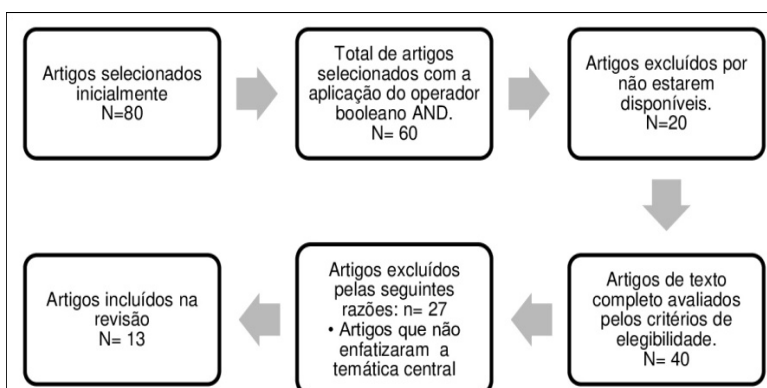 Artigos selecionados
inicialmente
N=80
Total de artigos
selecionados com a
aplicação do operador
booleano AND.
N= 60
Artigos excluídos por
não estarem
disponíveis.
N=20
Artigos de texto
completo avaliados
pelos critérios de
elegibilidade.
N= 40
Artigos excluídos
pelas seguintes
razões: n= 27
• Artigos que não
enfatizaram a
temática central
Artigos incluídos na
revisão
N= 13